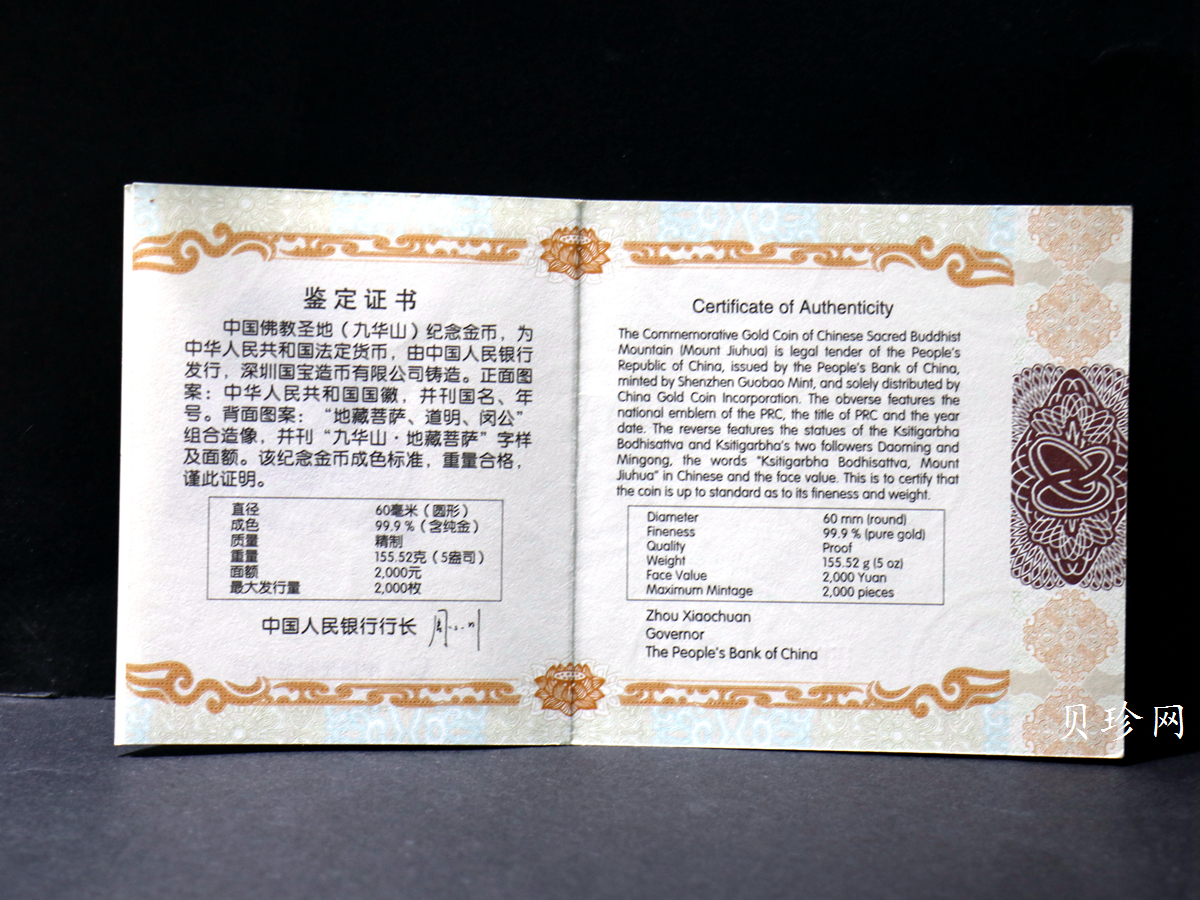 鉴定证书
中国佛教圣地（九华山）纪念金币，为
中华人民共和国法定货币，由中国人民银行
发行，深圳国宝造币有限公司铸造。正面图
案：中华人民共和国国徽，并刊国名、年
号。背面图案：“地藏菩萨、道明、闵公”
组合造像，并刊“九华山·地藏菩萨”字样
及面额。该纪念金币成色标准，重量合格，
谨此证明。
直径 60毫米（圆形）
成色 99.9 %（含纯金）
质量 精制
重量 155.52克（5盎司）
面额 2,000元
最大发行量 2,000枚
中国人民银行行长
Certificate of Authenticity
The Commemorative Gold Coin of Chinese Sacred Buddhist
Mountain (Mount Jiuhua) is legal tender of the People's
Republic of China, issued by the People's Bank of China,
minted by Shenzhen Guobao Mint, and solely distributed by
China Gold Coin Incorporation. The obverse features the
national emblem of the PRC, the title of PRC and the year
date. The reverse features the statues of the Ksitigarbha
Bodhisattva and Ksitigarbha's two followers Daoming and
Mingong, the words "Ksitigarbha Bodhisattva, Mount
Jiuhua" in Chinese and the face value. This is to certify that
the coin is up to standard as to its fineness and weight.
Diameter 60 mm (round)
Fineness 99.9 % (pure gold)
Quality Proof
Weight 155.52 g (5 oz)
Face Value 2,000 Yuan
Maximum Mintage 2,000 pieces
Zhou Xiaochuan
Governor
The People's Bank of China
贝珍网